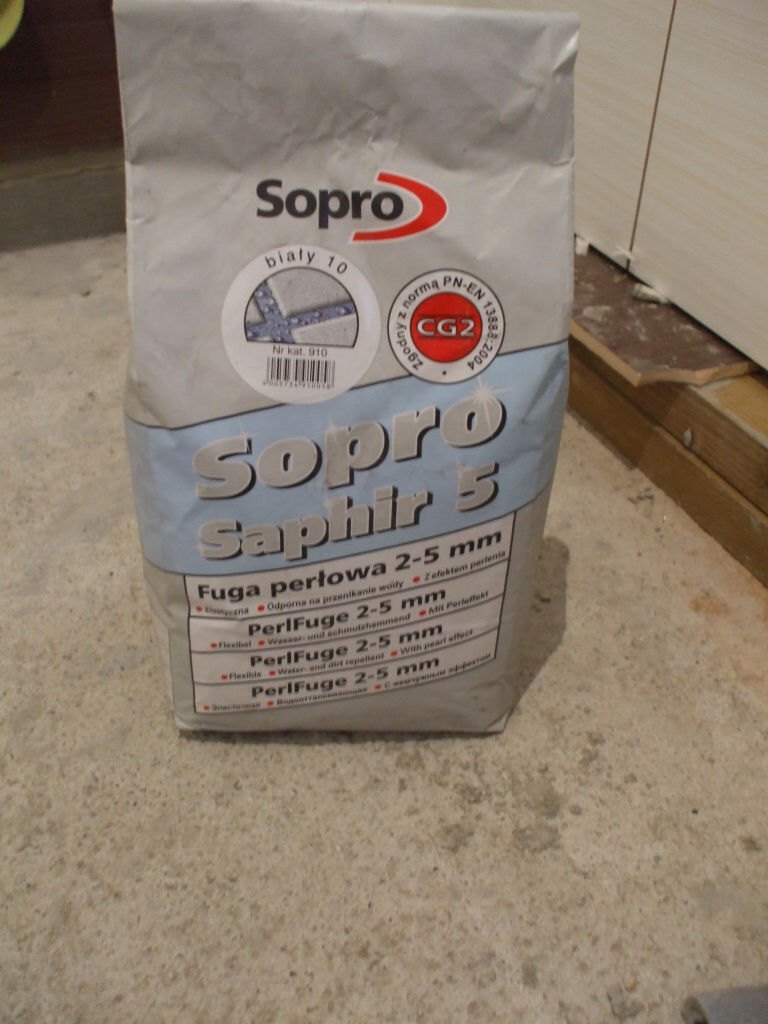 Sopro
biały 10
Nr kat. 910
Zgodny z normą PN-EN 13888:2004
CG2
Sopro
Saphir 5
Fuga perłowa 2-5 mm
• Elastyczna • Odporna na przenikanie wody • Z efektem perlenia
PerlFuge 2-5 mm
• Flexibel • Wasser- und schmutzhemmend • Mit Perleffekt
PerlFuge 2-5 mm
• Flexible • Water- and dirt repellent • With pearl effect
PerlFuge 2-5 mm
• Эластичная • Водоотталкивающая • С жемчужным эффектом